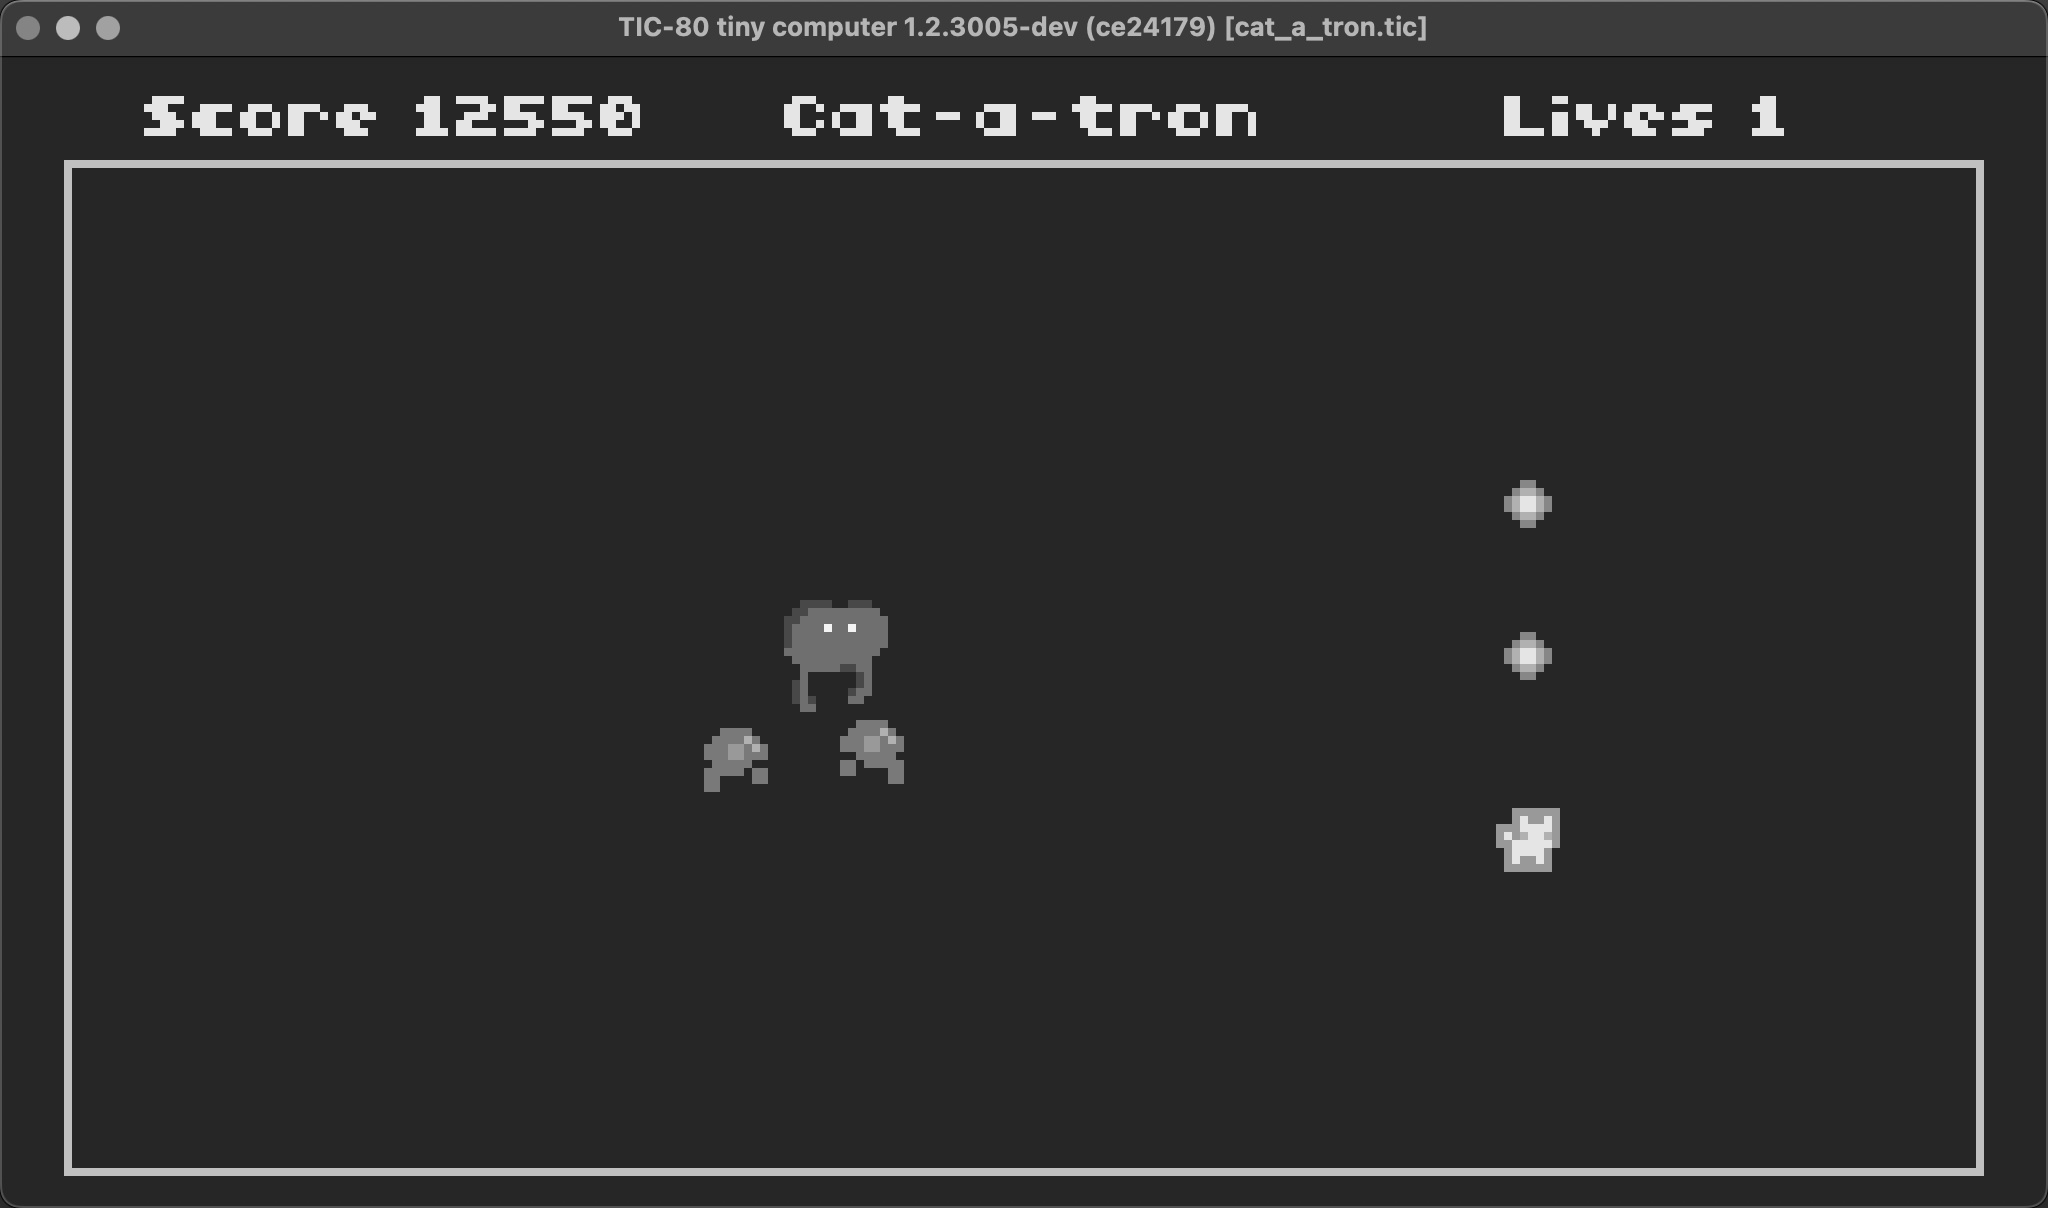 TIC-80 tiny computer 1.2.3005-dev (ce24179) [cat_a_tron.tic]
Score 12550 Cat-a-tron Lives 1